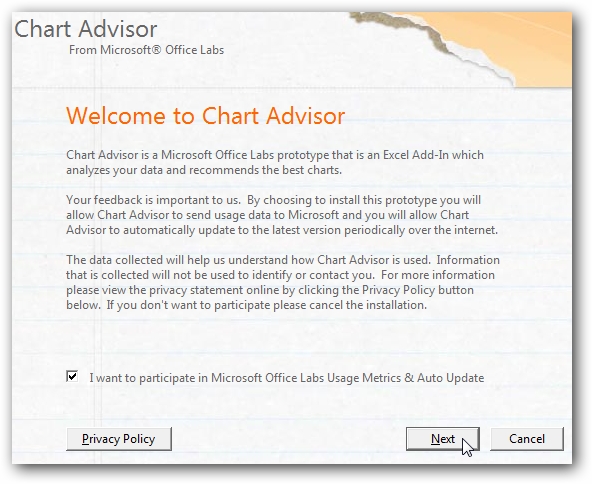 Chart Advisor
From Microsoft® Office Labs
Welcome to Chart Advisor
Chart Advisor is a Microsoft Office Labs prototype that is an Excel Add-In which
analyzes your data and recommends the best charts.
Your feedback is important to us.  By choosing to install this prototype you will
allow Chart Advisor to send usage data to Microsoft and you will allow Chart
Advisor to automatically update to the latest version periodically over the internet.
The data collected will help us understand how Chart Advisor is used.  Information
that is collected will not be used to identify or contact you.  For more information
please view the privacy statement online by clicking the Privacy Policy button
below.  If you don't want to participate please cancel the installation.
I want to participate in Microsoft Office Labs Usage Metrics & Auto Update
Privacy Policy Next Cancel